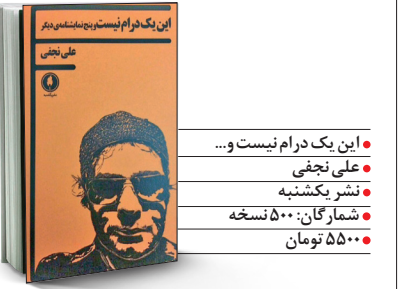 این یک درام نیست و پنج نمایشنامه‌ی دیگر
علی نجفی
این یک درام نیست و...
علی نجفی
نشر یکشنبه
شمارگان: ۵۰۰ نسخه
۵۵۰۰ تومان